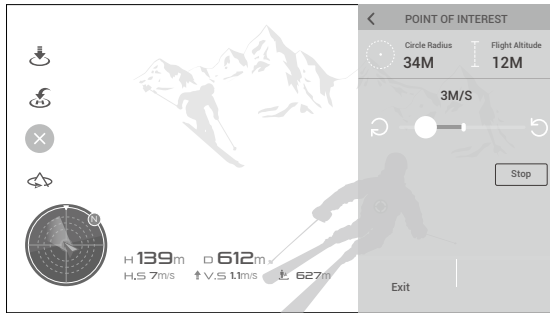 POINT OF INTEREST
Circle Radius
34M
Flight Altitude
12M
3M/S
Stop
N
H 139m D 612m
H.S 7m/s V.S 1.1m/s 627m
Exit